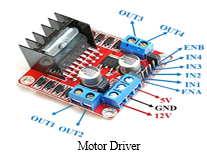 OUT3
OUT4
ENB
IN4
IN3
IN2
IN1
ENA
5V
GND
12V
OUT1
OUT2
Motor Driver